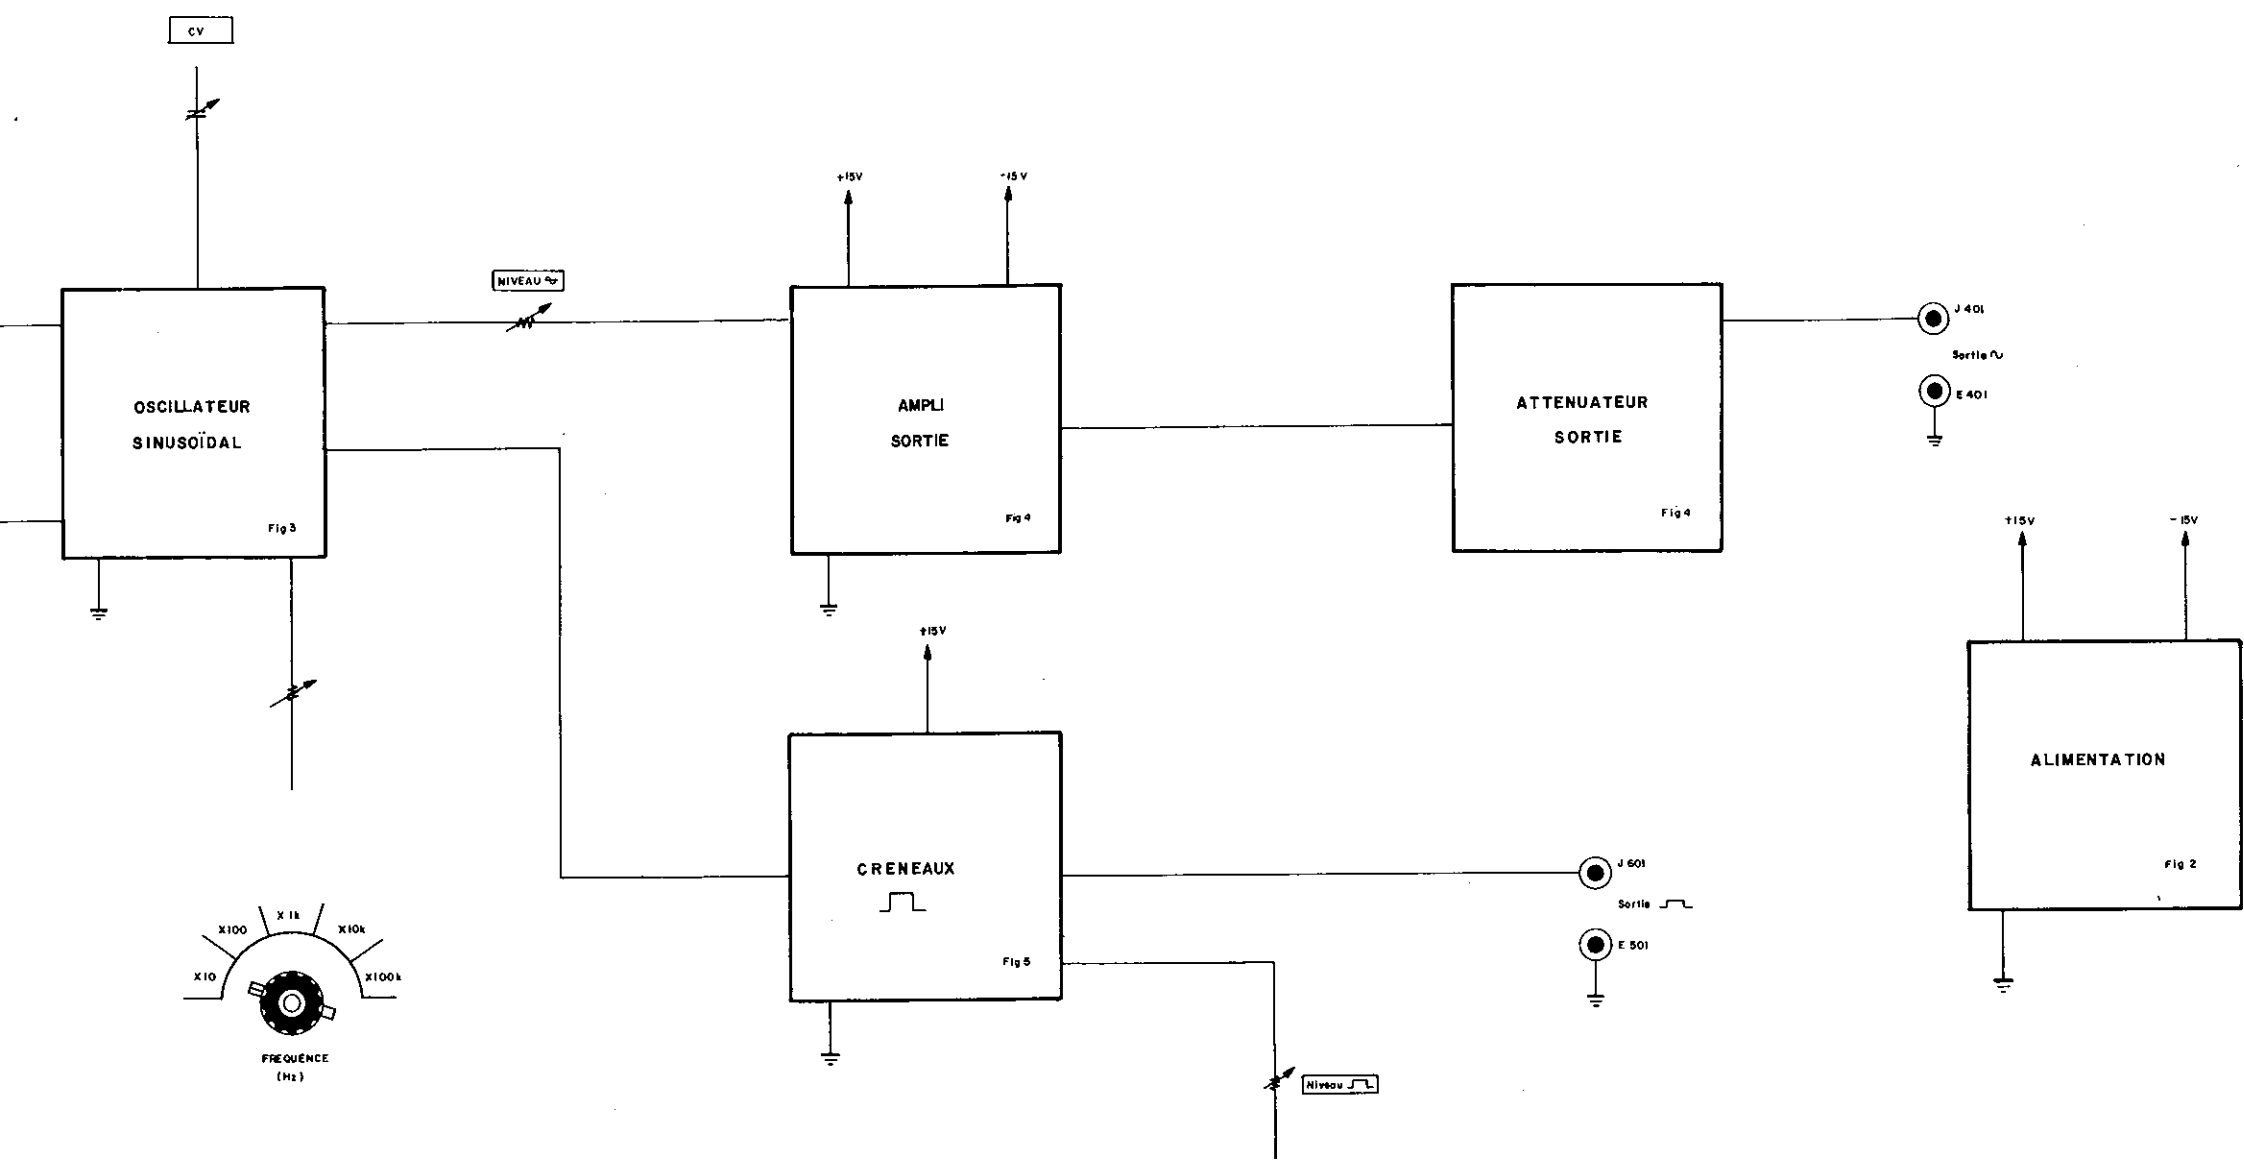 CV
+15V
-15V
NIVEAU
J 401
Sortie
E 401
OSCILLATEUR
SINUSOÏDAL
Fig 3
AMPLI
SORTIE
Fig 4
ATTENUATEUR
SORTIE
Fig 4
+15V
-15V
+15V
ALIMENTATION
Fig 2
CRENEAUX
Fig 5
J 601
Sortie
E 501
X10
X100
X 1k
X10k
X100k
FREQUENCE
(Hz)
Niveau